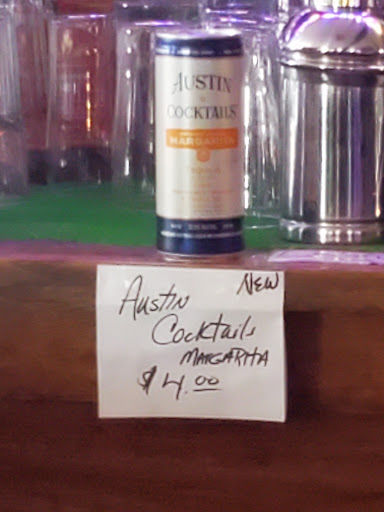 AUSTIN
COCKTAILS
MARGARITA
NEW
Austin
Cocktails
MARGARITA
$4.00